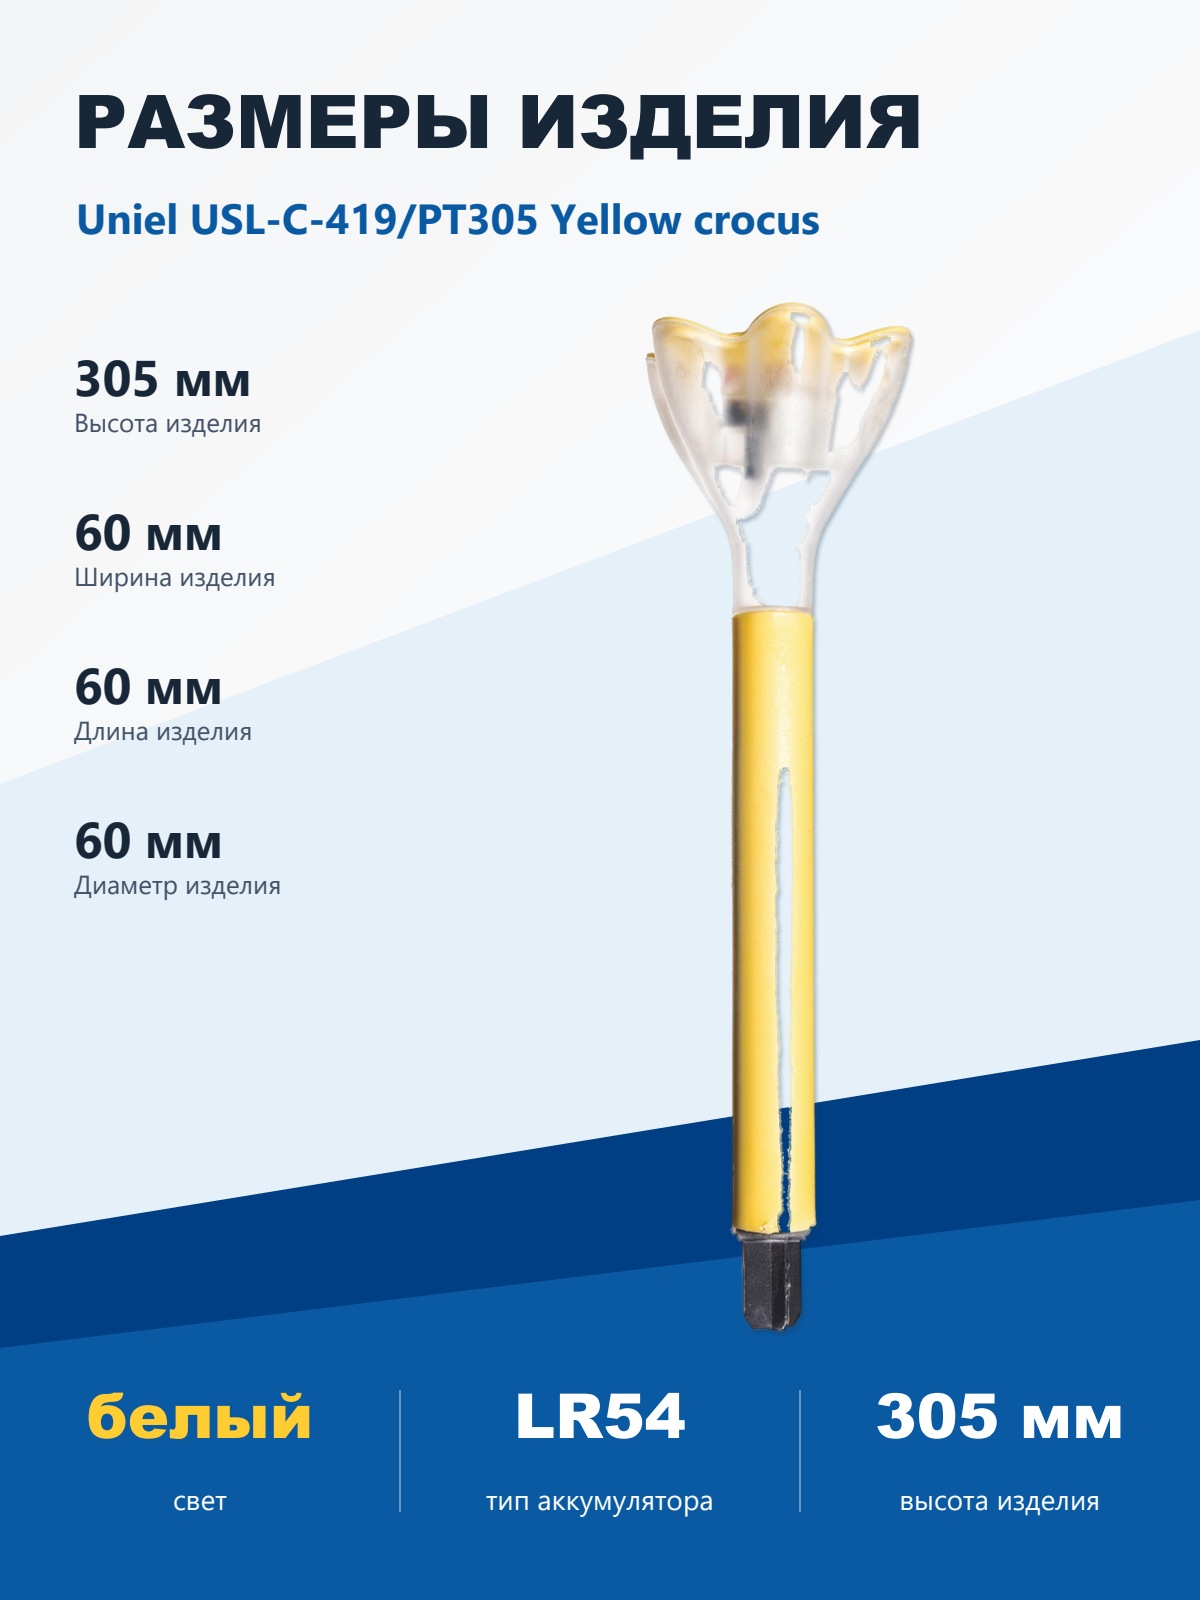 РАЗМЕРЫ ИЗДЕЛИЯ
Uniel USL-C-419/PT305 Yellow crocus
305 мм
Высота изделия
60 мм
Ширина изделия
60 мм
Длина изделия
60 мм
Диаметр изделия
белый
свет
LR54
тип аккумулятора
305 мм
высота изделия